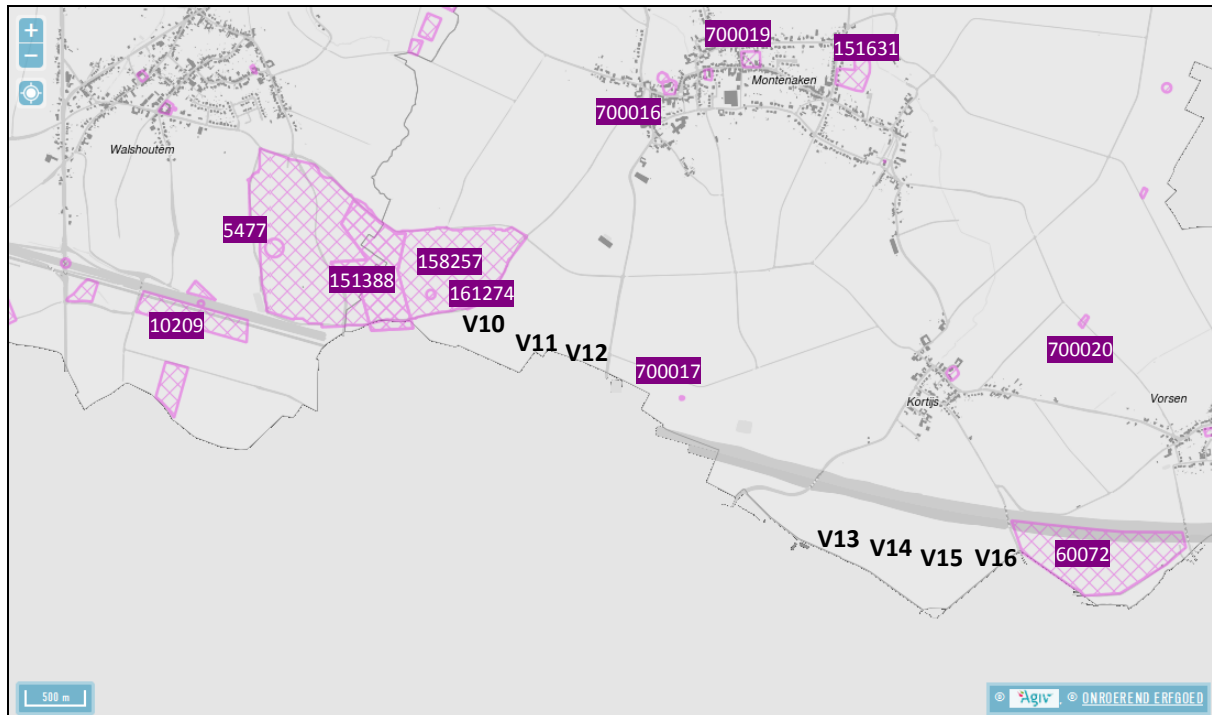 +
−
700019
151631
Montenaken
700016
Walshoutem
5477
158257
151388
161274
10209
V10
V11
V12
700017
700020
Kortijs
Vorsen
V13
V14
V15
V16
60072
500 m
© Agiv, © ONROEREND ERFGOED